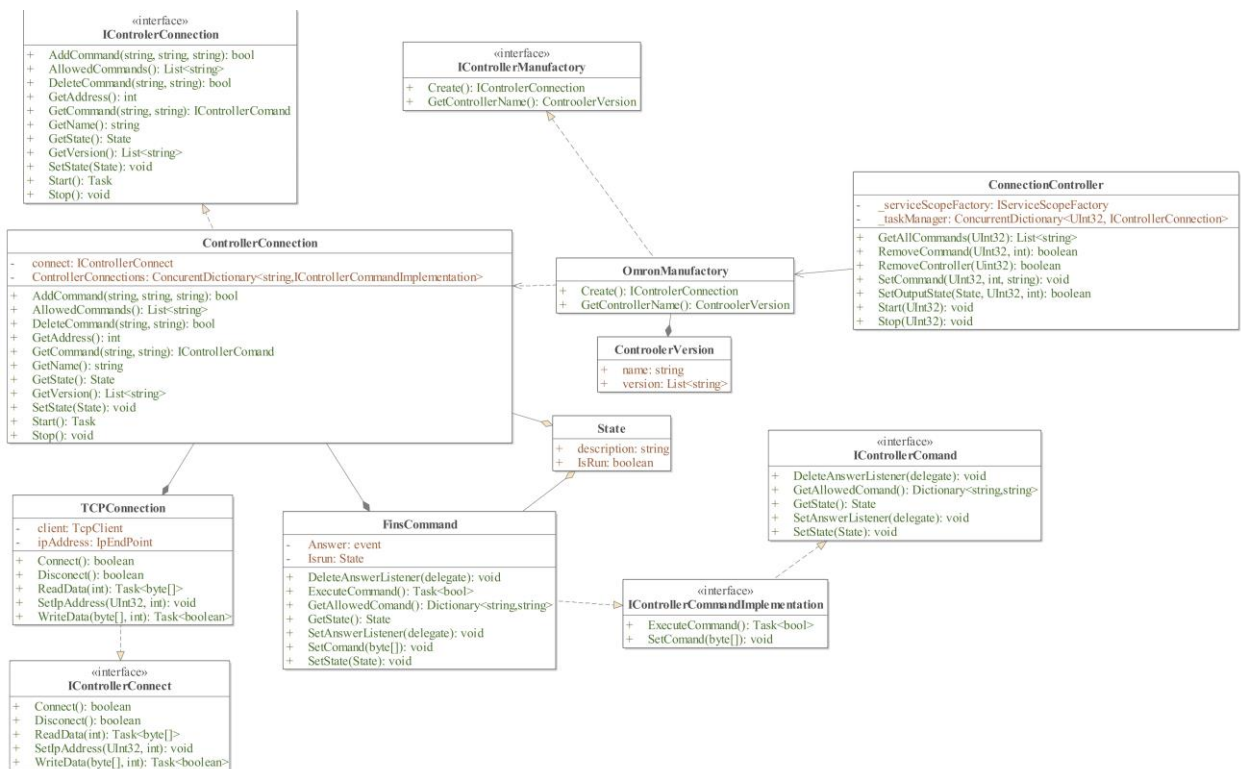 «interface»
IControlerConnection
+ AddCommand(string, string, string): bool
+ AllowedCommands(): List<string>
+ DeleteCommand(string, string): bool
+ GetAddress(): int
+ GetCommand(string, string): IControllerComand
+ GetName(): string
+ GetState(): State
+ GetVersion(): List<string>
+ SetState(State): void
+ Start(): Task
+ Stop(): void
«interface»
IControllerManufactory
+ Create(): IControlerConnection
+ GetControllerName(): ControolerVersion
ConnectionController
- _serviceScopeFactory: IServiceScopeFactory
- _taskManager: ConcurrentDictionary<UInt32, IControllerConnection>
+ GetAllCommands(UInt32): List<string>
+ RemoveCommand(UInt32, int): boolean
+ RemoveController(Uint32): boolean
+ SetCommand(UInt32, int, string): void
+ SetOutputState(State, UInt32, int): boolean
+ Start(UInt32): void
+ Stop(UInt32): void
ControllerConnection
- connect: IControllerConnect
- ControllerConnections: ConcurentDictionary<string,IControllerCommandImplementation>
+ AddCommand(string, string, string): bool
+ AllowedCommands(): List<string>
+ DeleteCommand(string, string): bool
+ GetAddress(): int
+ GetCommand(string, string): IControllerComand
+ GetName(): string
+ GetState(): State
+ GetVersion(): List<string>
+ SetState(State): void
+ Start(): Task
+ Stop(): void
OmronManufactory
+ Create(): IControlerConnection
+ GetControllerName(): ControolerVersion
ControolerVersion
+ name: string
+ version: List<string>
State
+ description: string
+ IsRun: boolean
«interface»
IControllerComand
+ DeleteAnswerListener(delegate): void
+ GetAllowedComand(): Dictionary<string,string>
+ GetState(): State
+ SetAnswerListener(delegate): void
+ SetState(State): void
TCPConnection
- client: TcpClient
- ipAddress: IpEndPoint
+ Connect(): boolean
+ Disconect(): boolean
+ ReadData(int): Task<byte[]>
+ SetIpAddress(UInt32, int): void
+ WriteData(byte[], int): Task<boolean>
FinsCommand
- Answer: event
- Isrun: State
+ DeleteAnswerListener(delegate): void
+ ExecuteCommand(): Task<bool>
+ GetAllowedComand(): Dictionary<string,string>
+ GetState(): State
+ SetAnswerListener(delegate): void
+ SetComand(byte[]): void
+ SetState(State): void
«interface»
IControllerCommandImplementation
+ ExecuteCommand(): Task<bool>
+ SetComand(byte[]): void
«interface»
IControllerConnect
+ Connect(): boolean
+ Disconect(): boolean
+ ReadData(int): Task<byte[]>
+ SetIpAddress(UInt32, int): void
+ WriteData(byte[], int): Task<boolean>